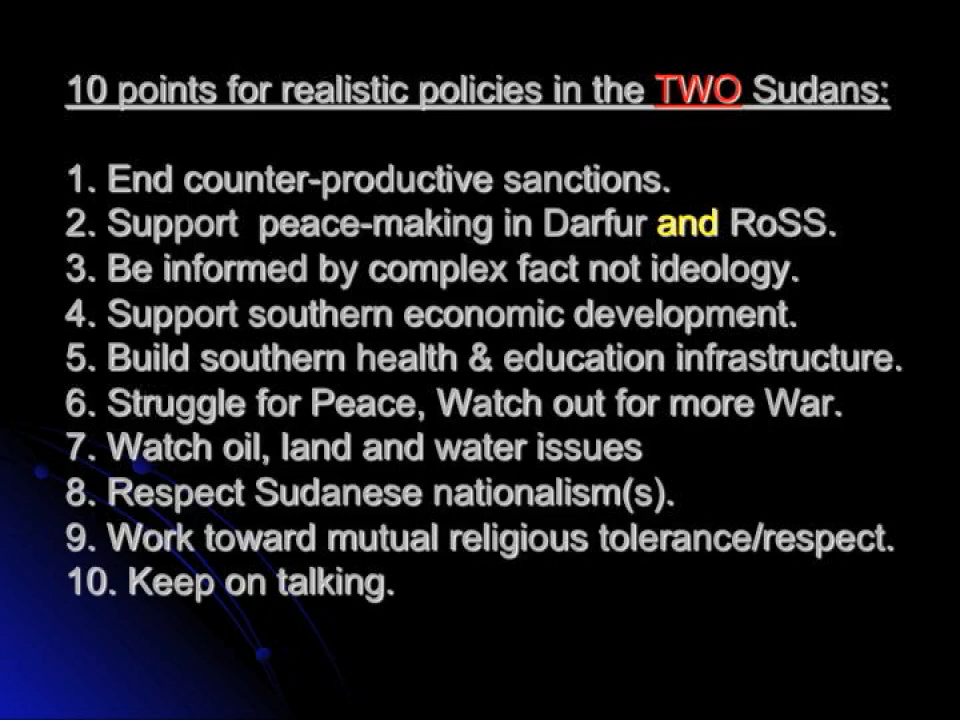 10 points for realistic policies in the TWO Sudans:
1. End counter-productive sanctions.
2. Support  peace-making in Darfur and RoSS.
3. Be informed by complex fact not ideology.
4. Support southern economic development.
5. Build southern health & education infrastructure.
6. Struggle for Peace, Watch out for more War.
7. Watch oil, land and water issues
8. Respect Sudanese nationalism(s).
9. Work toward mutual religious tolerance/respect.
10. Keep on talking.